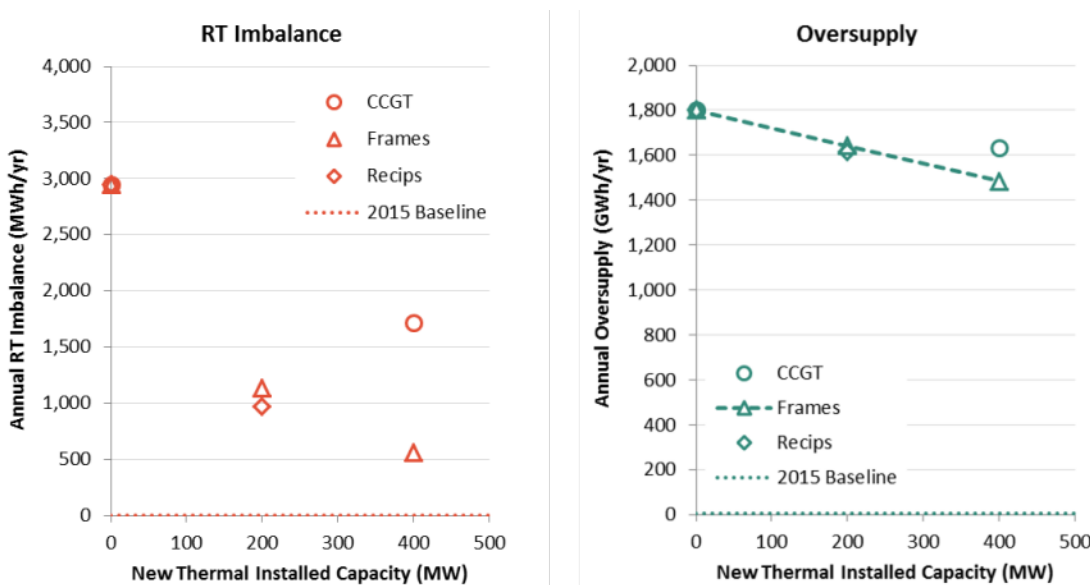 RT Imbalance
4,000
3,500
3,000
2,500
2,000
1,500
1,000
500
0
Annual RT Imbalance (MWh/yr)
CCGT
Frames
Recips
2015 Baseline
0 100 200 300 400 500
New Thermal Installed Capacity (MW)
Oversupply
2,000
1,800
1,600
1,400
1,200
1,000
800
600
400
200
0
Annual Oversupply (GWh/yr)
CCGT
Frames
Recips
2015 Baseline
0 100 200 300 400 500
New Thermal Installed Capacity (MW)